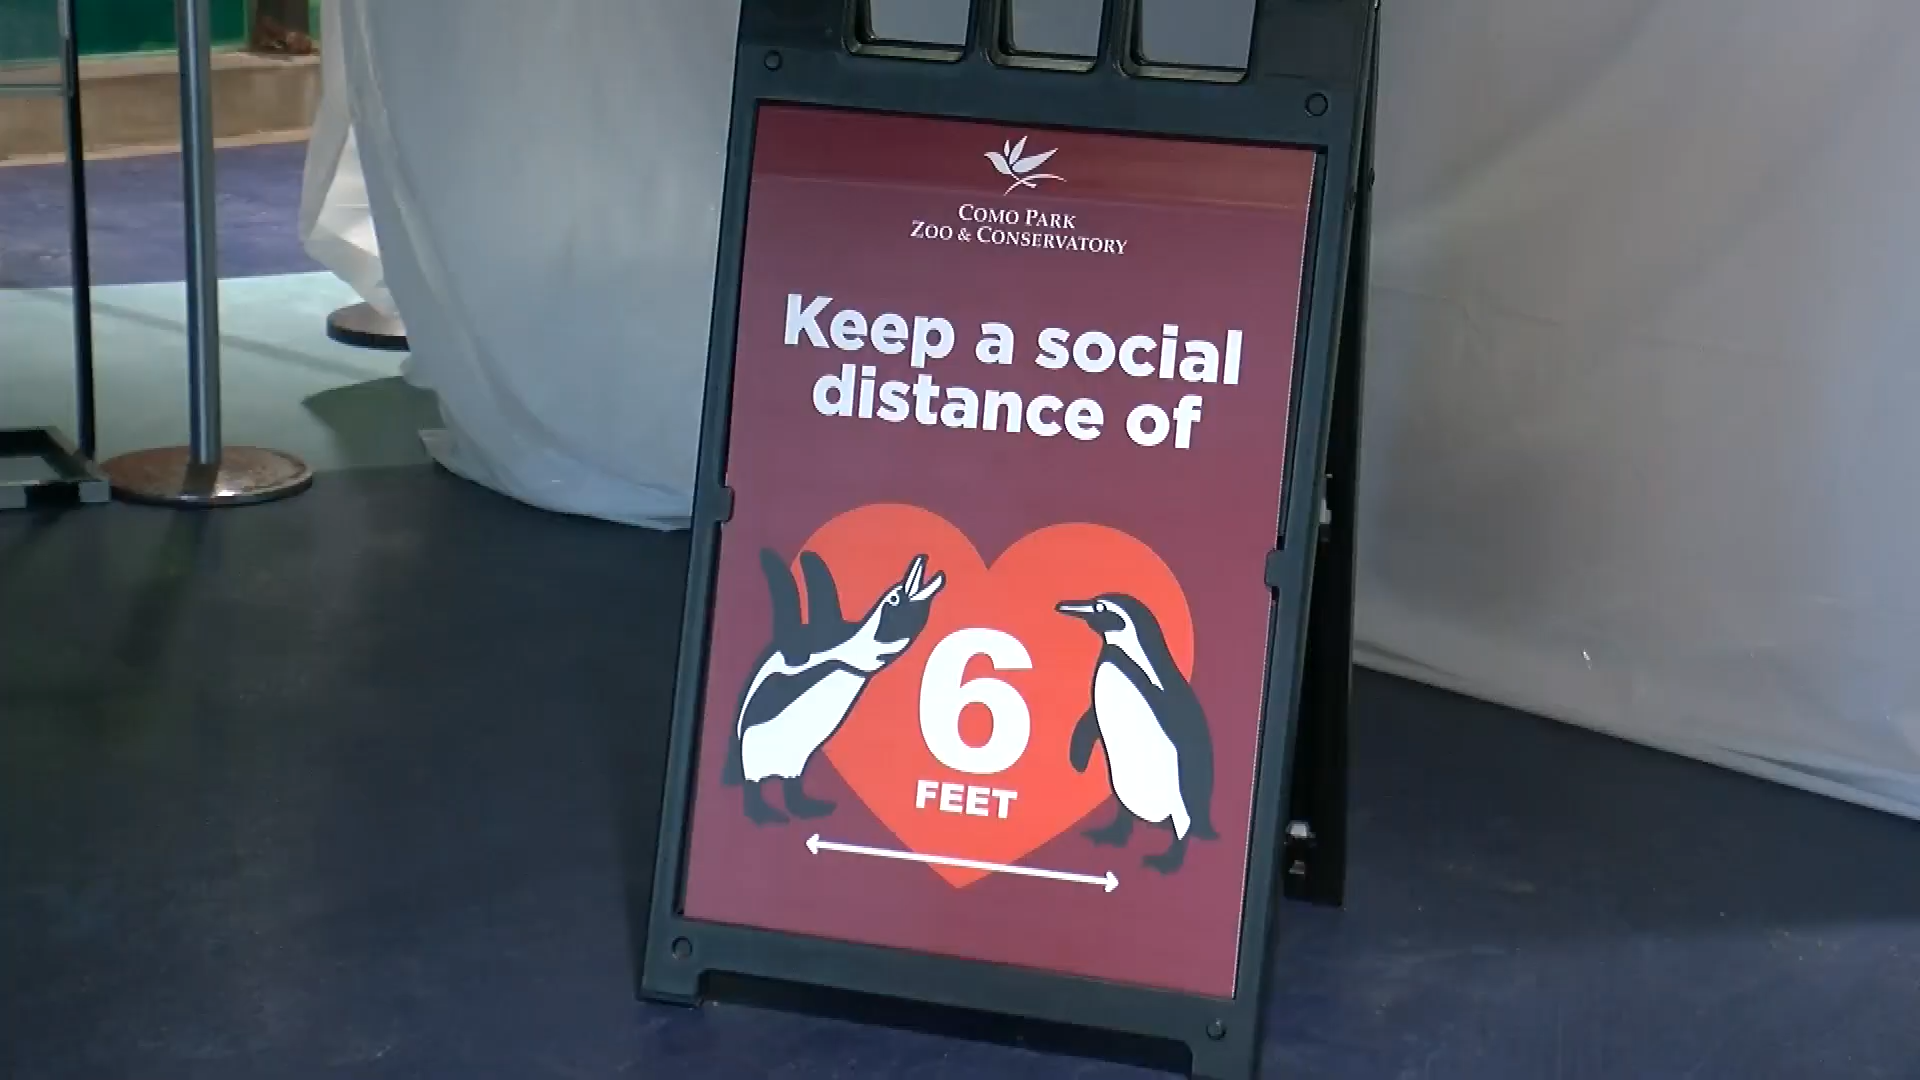 COMO PARK
ZOO & CONSERVATORY
Keep a social
distance of
6
FEET